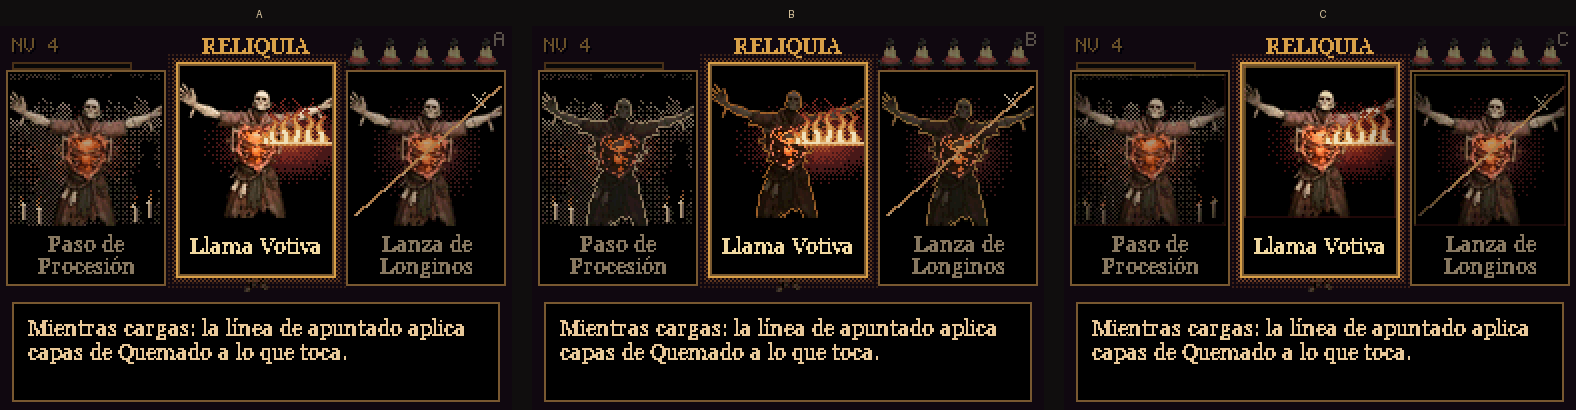 A
B
C
NV 4
RELIQUIA
A
Paso de
Procesión
Llama Votiva
Lanza de
Longinos
Mientras cargas: la línea de apuntado aplica
capas de Quemado a lo que toca.
NV 4
RELIQUIA
B
Paso de
Procesión
Llama Votiva
Lanza de
Longinos
Mientras cargas: la línea de apuntado aplica
capas de Quemado a lo que toca.
NV 4
RELIQUIA
C
Paso de
Procesión
Llama Votiva
Lanza de
Longinos
Mientras cargas: la línea de apuntado aplica
capas de Quemado a lo que toca.